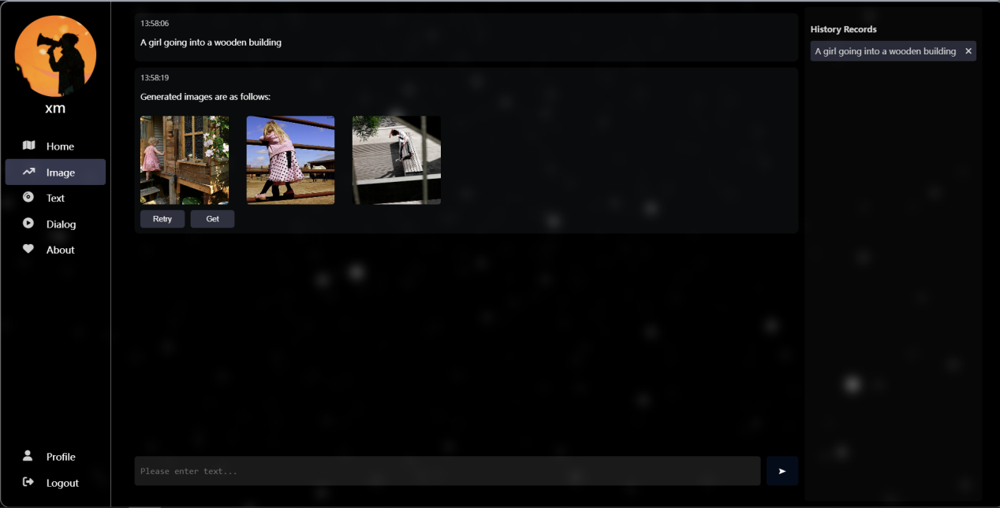 xm
Home
Image
Text
Dialog
About
Profile
Logout
13:58:06
A girl going into a wooden building
13:58:19
Generated images are as follows:
Retry Get
Please enter text...
History Records
A girl going into a wooden building ×